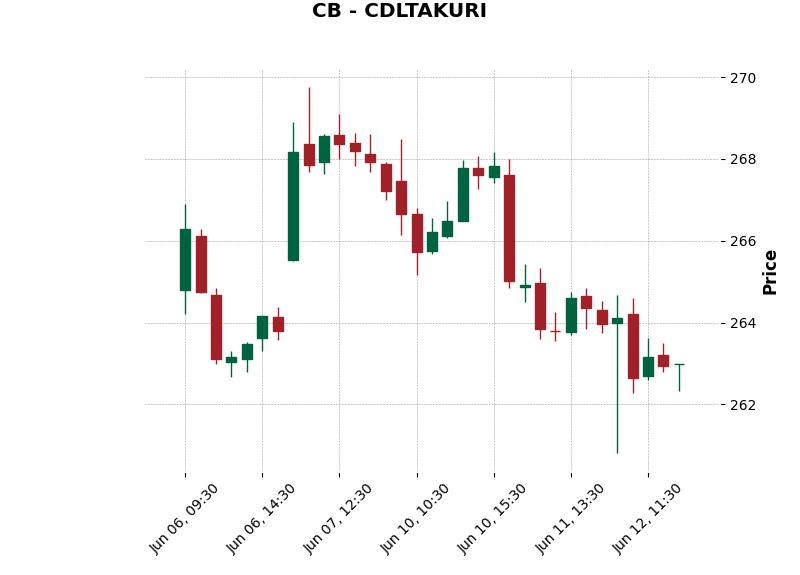 CB - CDLTAKURI
270
268
266
264
262
Price
Jun 06, 09:30
Jun 06, 14:30
Jun 07, 12:30
Jun 10, 10:30
Jun 10, 15:30
Jun 11, 13:30
Jun 12, 11:30